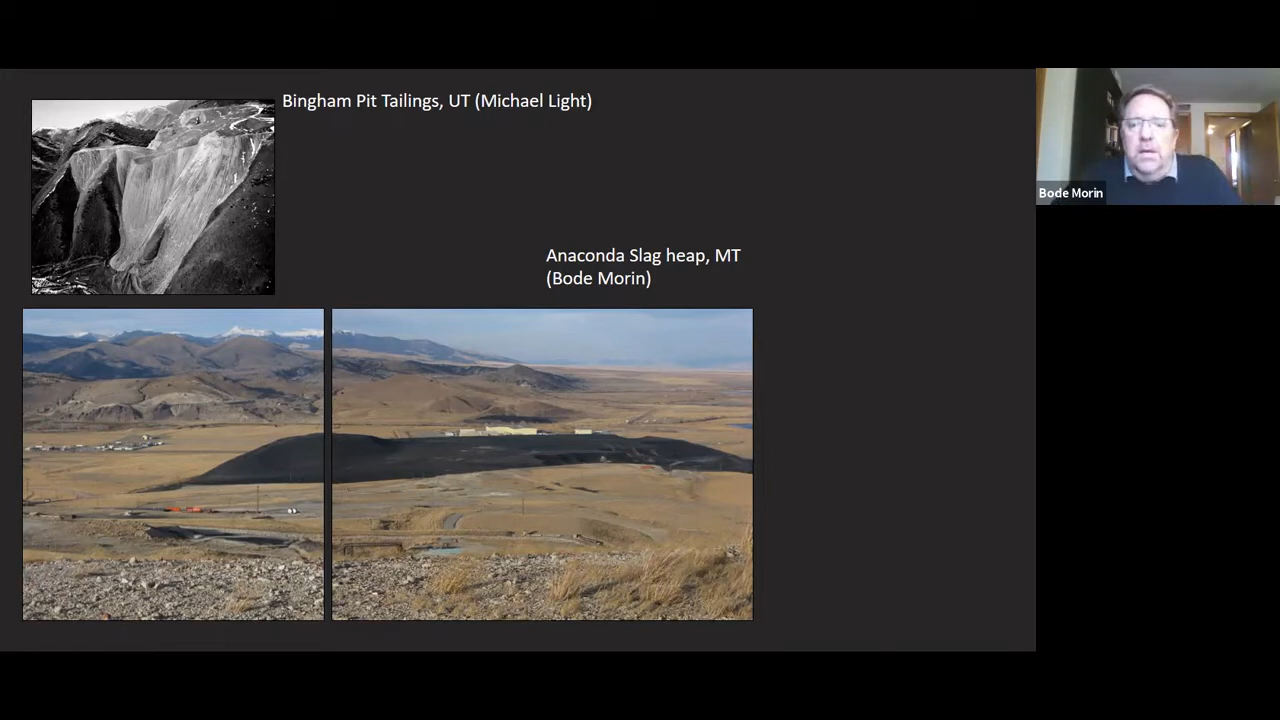 Bingham Pit Tailings, UT (Michael Light)
Anaconda Slag heap, MT
(Bode Morin)
Bode Morin